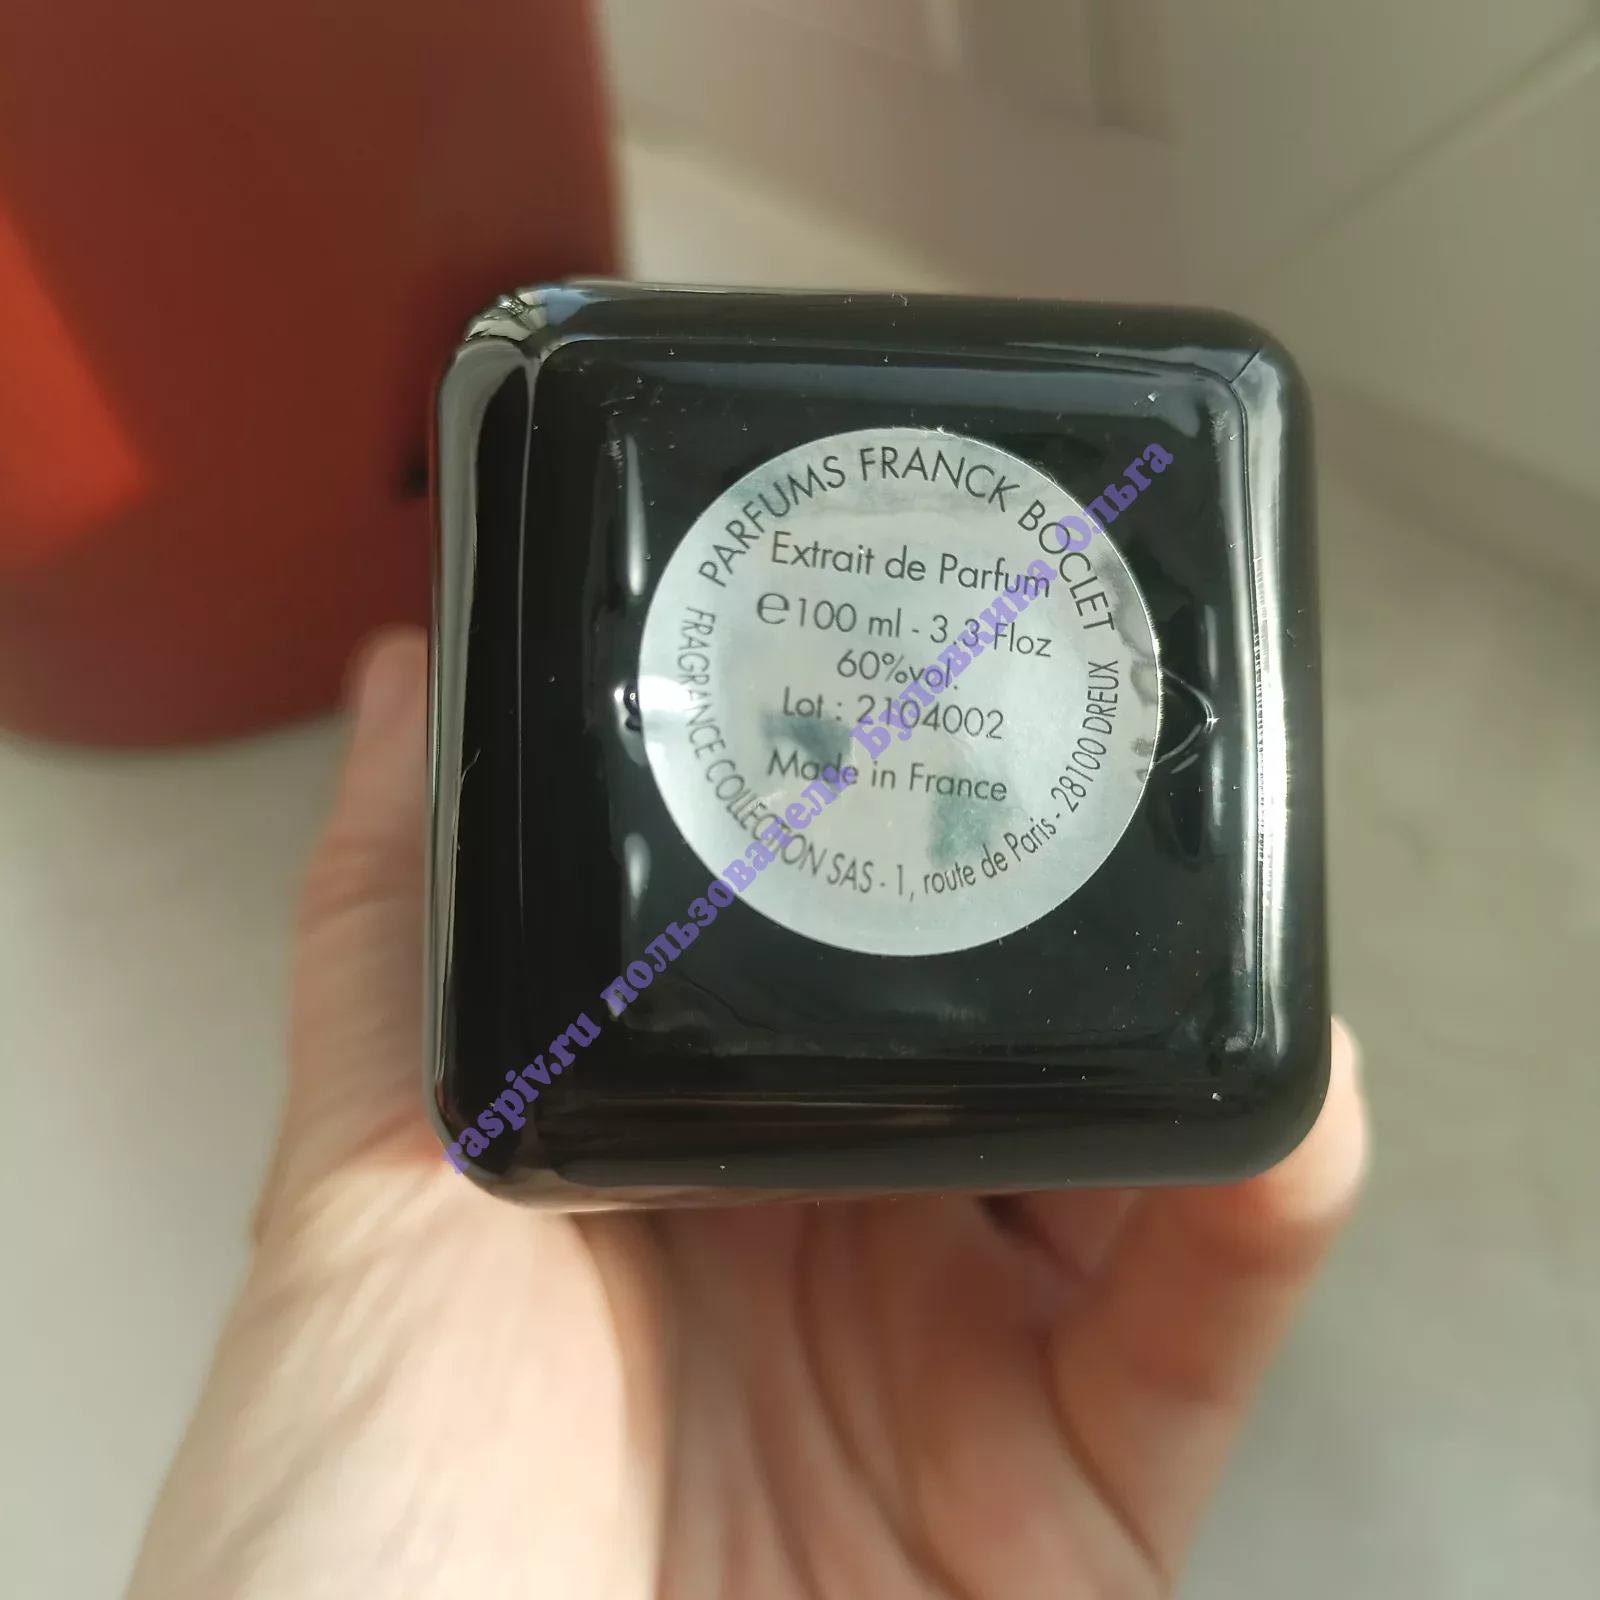 PARFUMS FRANCK BOCLET
Extrait de Parfum
℮100 ml - 3.3 Floz
60%vol.
Lot : 2104002
Made in France
FRAGRANCE COLLECTION SAS - 1, route de Paris - 28100 DREUX
raspiv.ru пользователь Буловкина Ольга